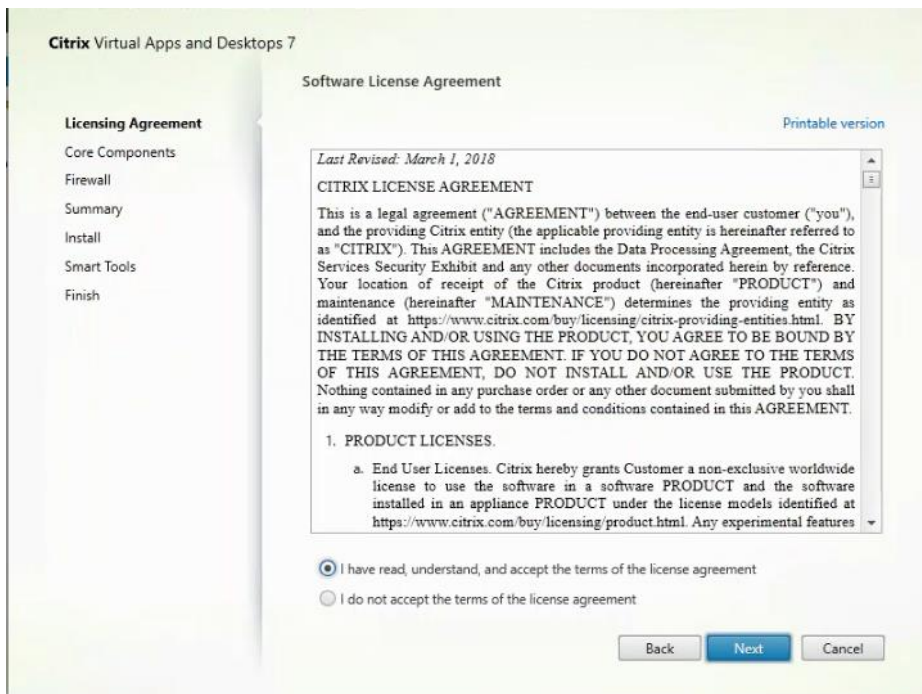 Citrix Virtual Apps and Desktops 7
Software License Agreement
Licensing Agreement
Core Components
Firewall
Summary
Install
Smart Tools
Finish
Printable version
Last Revised: March 1, 2018
CITRIX LICENSE AGREEMENT
This is a legal agreement ("AGREEMENT") between the end-user customer ("you"),
and the providing Citrix entity (the applicable providing entity is hereinafter referred to
as "CITRIX"). This AGREEMENT includes the Data Processing Agreement, the Citrix
Services Security Exhibit and any other documents incorporated herein by reference.
Your location of receipt of the Citrix product (hereinafter "PRODUCT") and
maintenance (hereinafter "MAINTENANCE") determines the providing entity as
identified at https://www.citrix.com/buy/licensing/citrix-providing-entities.html. BY
INSTALLING AND/OR USING THE PRODUCT, YOU AGREE TO BE BOUND BY
THE TERMS OF THIS AGREEMENT. IF YOU DO NOT AGREE TO THE TERMS
OF THIS AGREEMENT, DO NOT INSTALL AND/OR USE THE PRODUCT.
Nothing contained in any purchase order or any other document submitted by you shall
in any way modify or add to the terms and conditions contained in this AGREEMENT.
1. PRODUCT LICENSES.
a. End User Licenses. Citrix hereby grants Customer a non-exclusive worldwide
license to use the software in a software PRODUCT and the software
installed in an appliance PRODUCT under the license models identified at
https://www.citrix.com/buy/licensing/product.html. Any experimental features
I have read, understand, and accept the terms of the license agreement
I do not accept the terms of the license agreement
Back
Next
Cancel